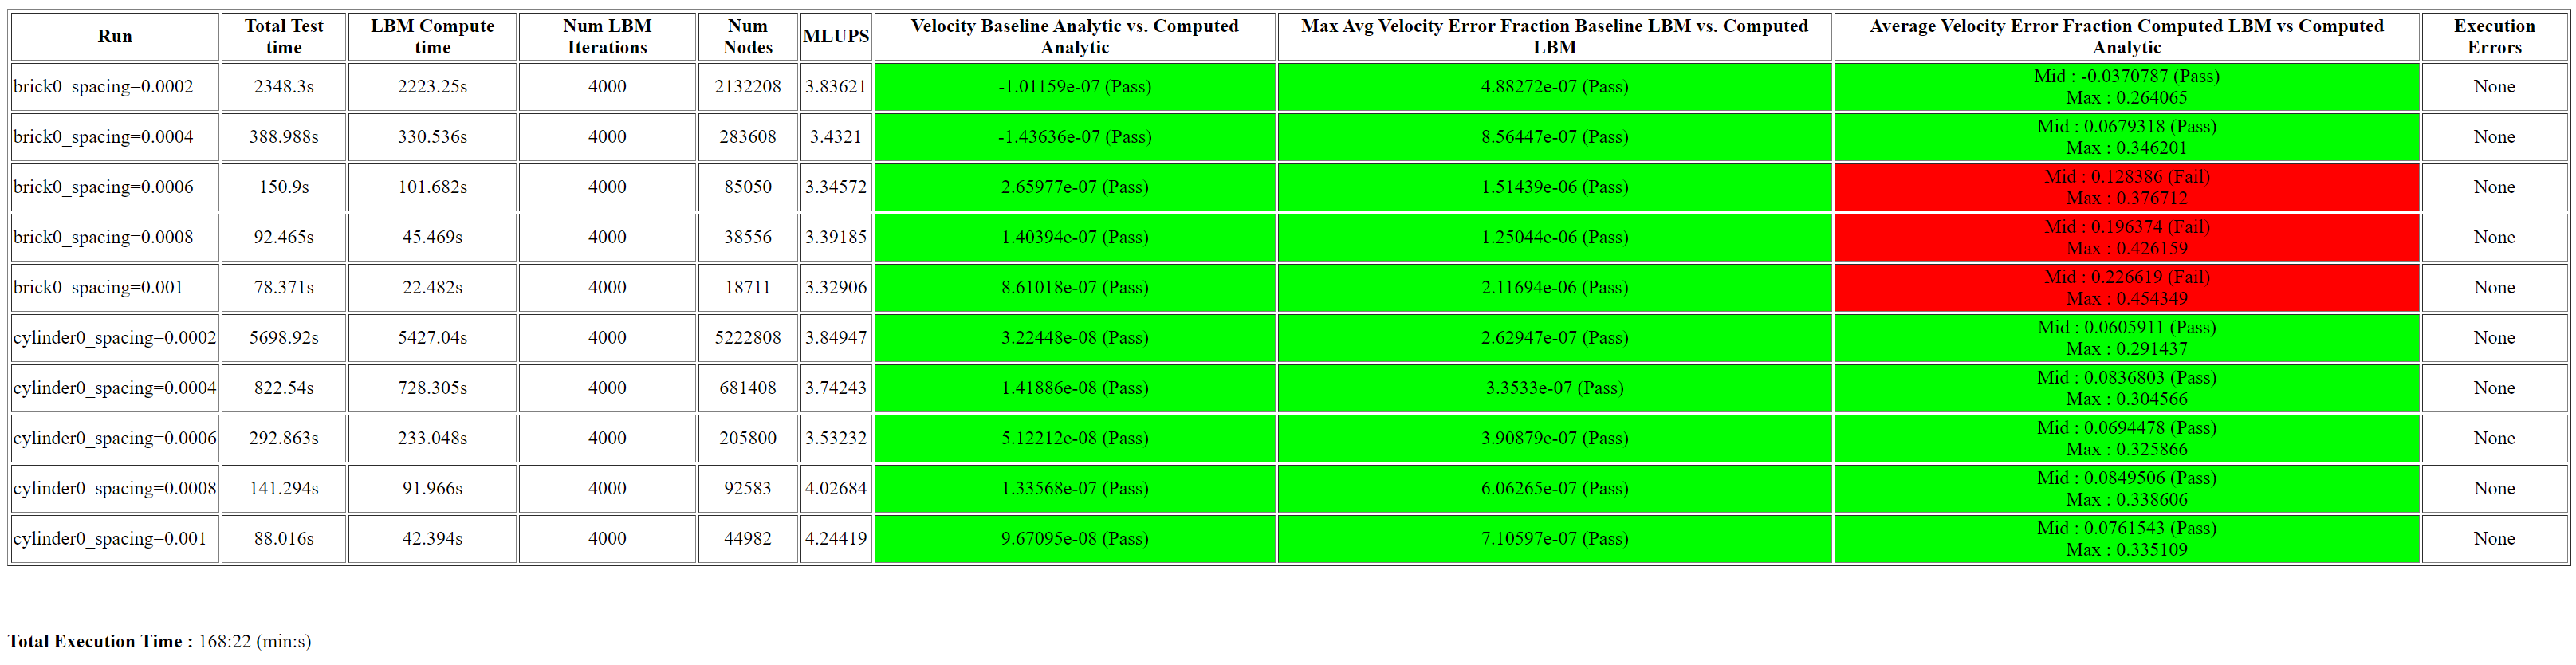 Run Total Test time LBM Compute time Num LBM Iterations Num Nodes MLUPS Velocity Baseline Analytic vs. Computed Analytic Max Avg Velocity Error Fraction Baseline LBM vs. Computed LBM Average Velocity Error Fraction Computed LBM vs Computed Analytic Execution Errors
brick0_spacing=0.0002 2348.3s 2223.25s 4000 2132208 3.83621 -1.01159e-07 (Pass) 4.88272e-07 (Pass) Mid : -0.0370787 (Pass) Max : 0.264065 None
brick0_spacing=0.0004 388.988s 330.536s 4000 283608 3.4321 -1.43636e-07 (Pass) 8.56447e-07 (Pass) Mid : 0.0679318 (Pass) Max : 0.346201 None
brick0_spacing=0.0006 150.9s 101.682s 4000 85050 3.34572 2.65977e-07 (Pass) 1.51439e-06 (Pass) Mid : 0.128386 (Fail) Max : 0.376712 None
brick0_spacing=0.0008 92.465s 45.469s 4000 38556 3.39185 1.40394e-07 (Pass) 1.25044e-06 (Pass) Mid : 0.196374 (Fail) Max : 0.426159 None
brick0_spacing=0.001 78.371s 22.482s 4000 18711 3.32906 8.61018e-07 (Pass) 2.11694e-06 (Pass) Mid : 0.226619 (Fail) Max : 0.454349 None
cylinder0_spacing=0.0002 5698.92s 5427.04s 4000 5222808 3.84947 3.22448e-08 (Pass) 2.62947e-07 (Pass) Mid : 0.0605911 (Pass) Max : 0.291437 None
cylinder0_spacing=0.0004 822.54s 728.305s 4000 681408 3.74243 1.41886e-08 (Pass) 3.3533e-07 (Pass) Mid : 0.0836803 (Pass) Max : 0.304566 None
cylinder0_spacing=0.0006 292.863s 233.048s 4000 205800 3.53232 5.12212e-08 (Pass) 3.90879e-07 (Pass) Mid : 0.0694478 (Pass) Max : 0.325866 None
cylinder0_spacing=0.0008 141.294s 91.966s 4000 92583 4.02684 1.33568e-07 (Pass) 6.06265e-07 (Pass) Mid : 0.0849506 (Pass) Max : 0.338606 None
cylinder0_spacing=0.001 88.016s 42.394s 4000 44982 4.24419 9.67095e-08 (Pass) 7.10597e-07 (Pass) Mid : 0.0761543 (Pass) Max : 0.335109 None
Total Execution Time : 168:22 (min:s)